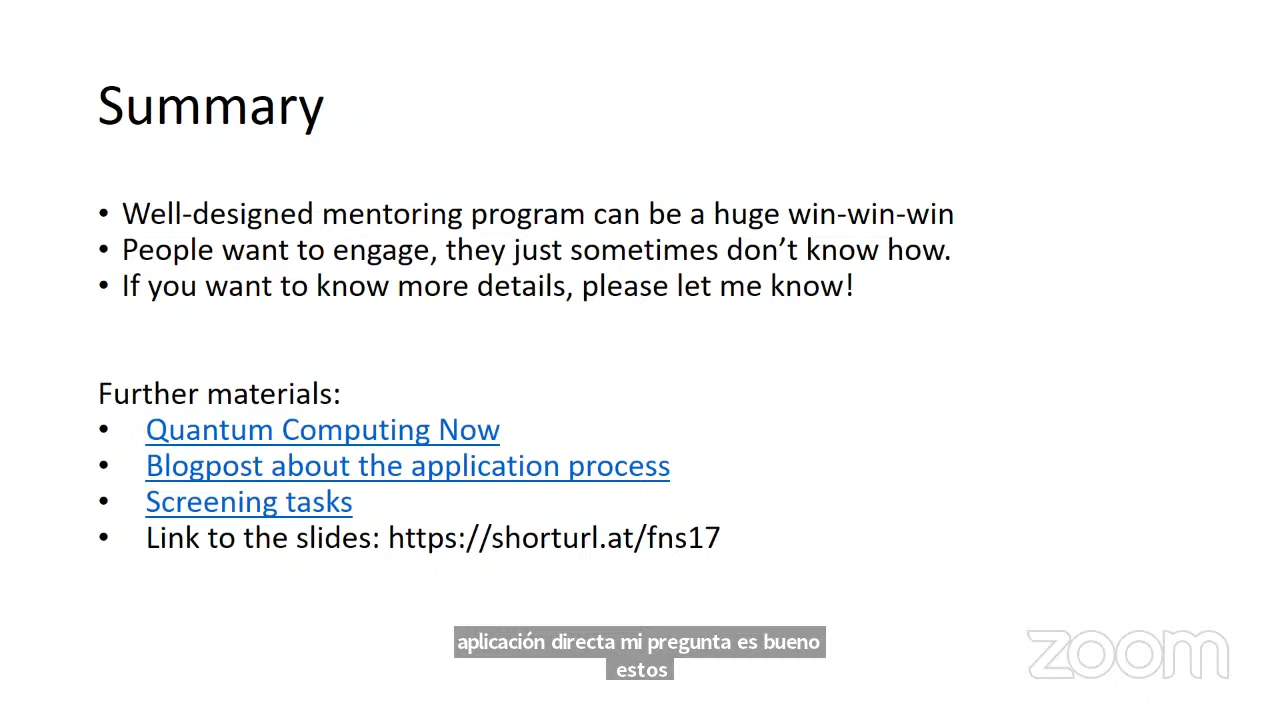 Summary
• Well-designed mentoring program can be a huge win-win-win
• People want to engage, they just sometimes don’t know how.
• If you want to know more details, please let me know!
Further materials:
• Quantum Computing Now
• Blogpost about the application process
• Screening tasks
• Link to the slides: https://shorturl.at/fns17
aplicación directa mi pregunta es bueno
estos
zoom